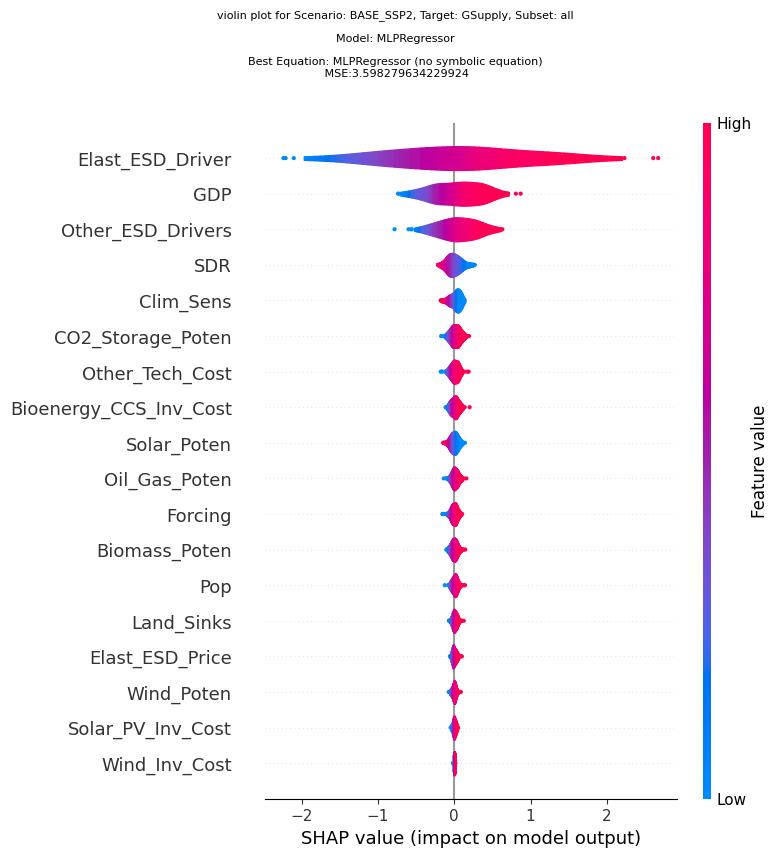 violin plot for Scenario: BASE_SSP2, Target: GSupply, Subset: all
Model: MLPRegressor
Best Equation: MLPRegressor (no symbolic equation)
MSE:3.598279634229924
High
Elast_ESD_Driver
GDP
Other_ESD_Drivers
SDR
Clim_Sens
CO2_Storage_Poten
Other_Tech_Cost
Bioenergy_CCS_Inv_Cost
Solar_Poten
Oil_Gas_Poten
Forcing
Biomass_Poten
Pop
Land_Sinks
Elast_ESD_Price
Wind_Poten
Solar_PV_Inv_Cost
Wind_Inv_Cost
Feature value
Low
−2 −1 0 1 2
SHAP value (impact on model output)